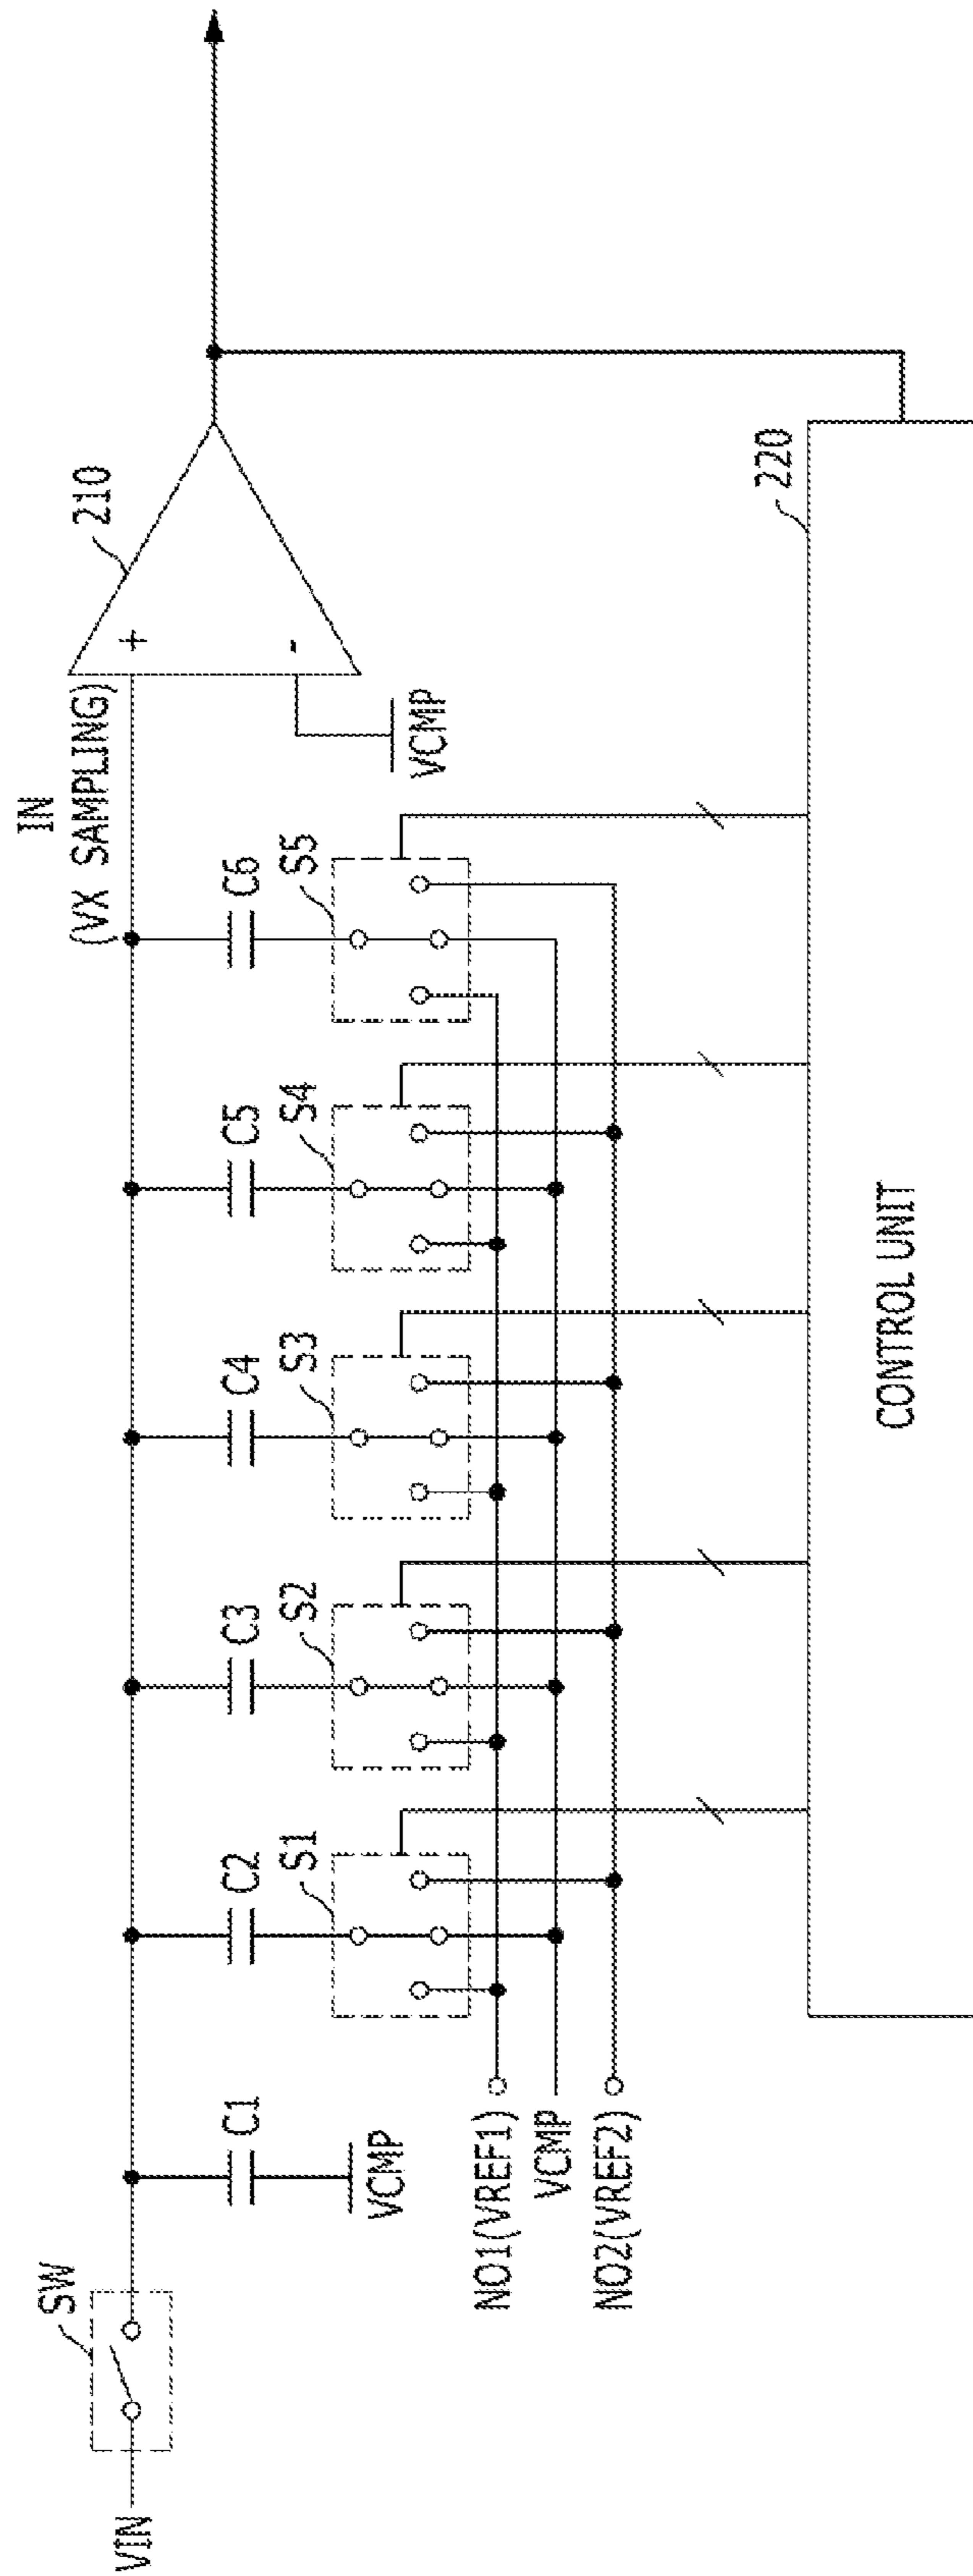 VIN
SW
C1
VCMP
C2
S1
C3
S2
C4
S3
C5
S4
C6
S5
IN
(VX SAMPLING)
+
-
210
VCMP
NO1(VREF1)
VCMP
NO2(VREF2)
220
CONTROL UNIT